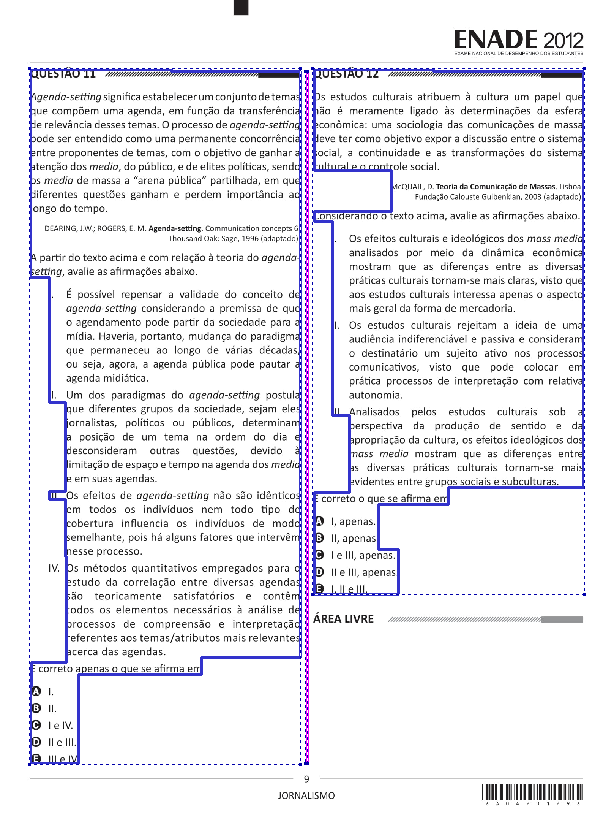 ENADE 2012
EXAME NACIONAL DE DESEMPENHO DOS ESTUDANTES
QUESTÃO 11
Agenda-setting significa estabelecer um conjunto de temas
que compõem uma agenda, em função da transferência
de relevância desses temas. O processo de agenda-setting
pode ser entendido como uma permanente concorrência
entre proponentes de temas, com o objetivo de ganhar a
atenção dos media, do público, e de elites políticas, sendo
os media de massa a “arena pública” partilhada, em que
diferentes questões ganham e perdem importância ao
longo do tempo.
DEARING, J.W.; ROGERS, E. M. Agenda-setting. Communication concepts 6.
Thousand Oak: Sage, 1996 (adaptado)
A partir do texto acima e com relação à teoria do agenda-
setting, avalie as afirmações abaixo.
I. É possível repensar a validade do conceito de
agenda-setting considerando a premissa de que
o agendamento pode partir da sociedade para a
mídia. Haveria, portanto, mudança do paradigma
que permaneceu ao longo de várias décadas,
ou seja, agora, a agenda pública pode pautar a
agenda midiática.
II. Um dos paradigmas do agenda-setting postula
que diferentes grupos da sociedade, sejam eles
jornalistas, políticos ou públicos, determinam
a posição de um tema na ordem do dia e
desconsideram outras questões, devido à
limitação de espaço e tempo na agenda dos media
e em suas agendas.
III. Os efeitos de agenda-setting não são idênticos
em todos os indivíduos nem todo tipo de
cobertura influencia os indivíduos de modo
semelhante, pois há alguns fatores que intervêm
nesse processo.
IV. Os métodos quantitativos empregados para o
estudo da correlação entre diversas agendas
são teoricamente satisfatórios e contêm
todos os elementos necessários à análise de
processos de compreensão e interpretação
referentes aos temas/atributos mais relevantes
acerca das agendas.
É correto apenas o que se afirma em
A I.
B II.
C I e IV.
D II e III.
E III e IV.
QUESTÃO 12
Os estudos culturais atribuem à cultura um papel que
não é meramente ligado às determinações da esfera
econômica: uma sociologia das comunicações de massa
deve ter como objetivo expor a discussão entre o sistema
social, a continuidade e as transformações do sistema
cultural e o controle social.
McQUAIL, D. Teoria da Comunicação de Massas. Lisboa:
Fundação Calouste Gulbenkian, 2003 (adaptado).
Considerando o texto acima, avalie as afirmações abaixo.
I. Os efeitos culturais e ideológicos dos mass media
analisados por meio da dinâmica econômica
mostram que as diferenças entre as diversas
práticas culturais tornam-se mais claras, visto que
aos estudos culturais interessa apenas o aspecto
mais geral da forma de mercadoria.
II. Os estudos culturais rejeitam a ideia de uma
audiência indiferenciável e passiva e consideram
o destinatário um sujeito ativo nos processos
comunicativos, visto que pode colocar em
prática processos de interpretação com relativa
autonomia.
III. Analisados pelos estudos culturais sob a
perspectiva da produção de sentido e da
apropriação da cultura, os efeitos ideológicos dos
mass media mostram que as diferenças entre
as diversas práticas culturais tornam-se mais
evidentes entre grupos sociais e subculturas.
É correto o que se afirma em
A I, apenas.
B II, apenas.
C I e III, apenas.
D II e III, apenas.
E I, II e III.
ÁREA LIVRE
9
JORNALISMO